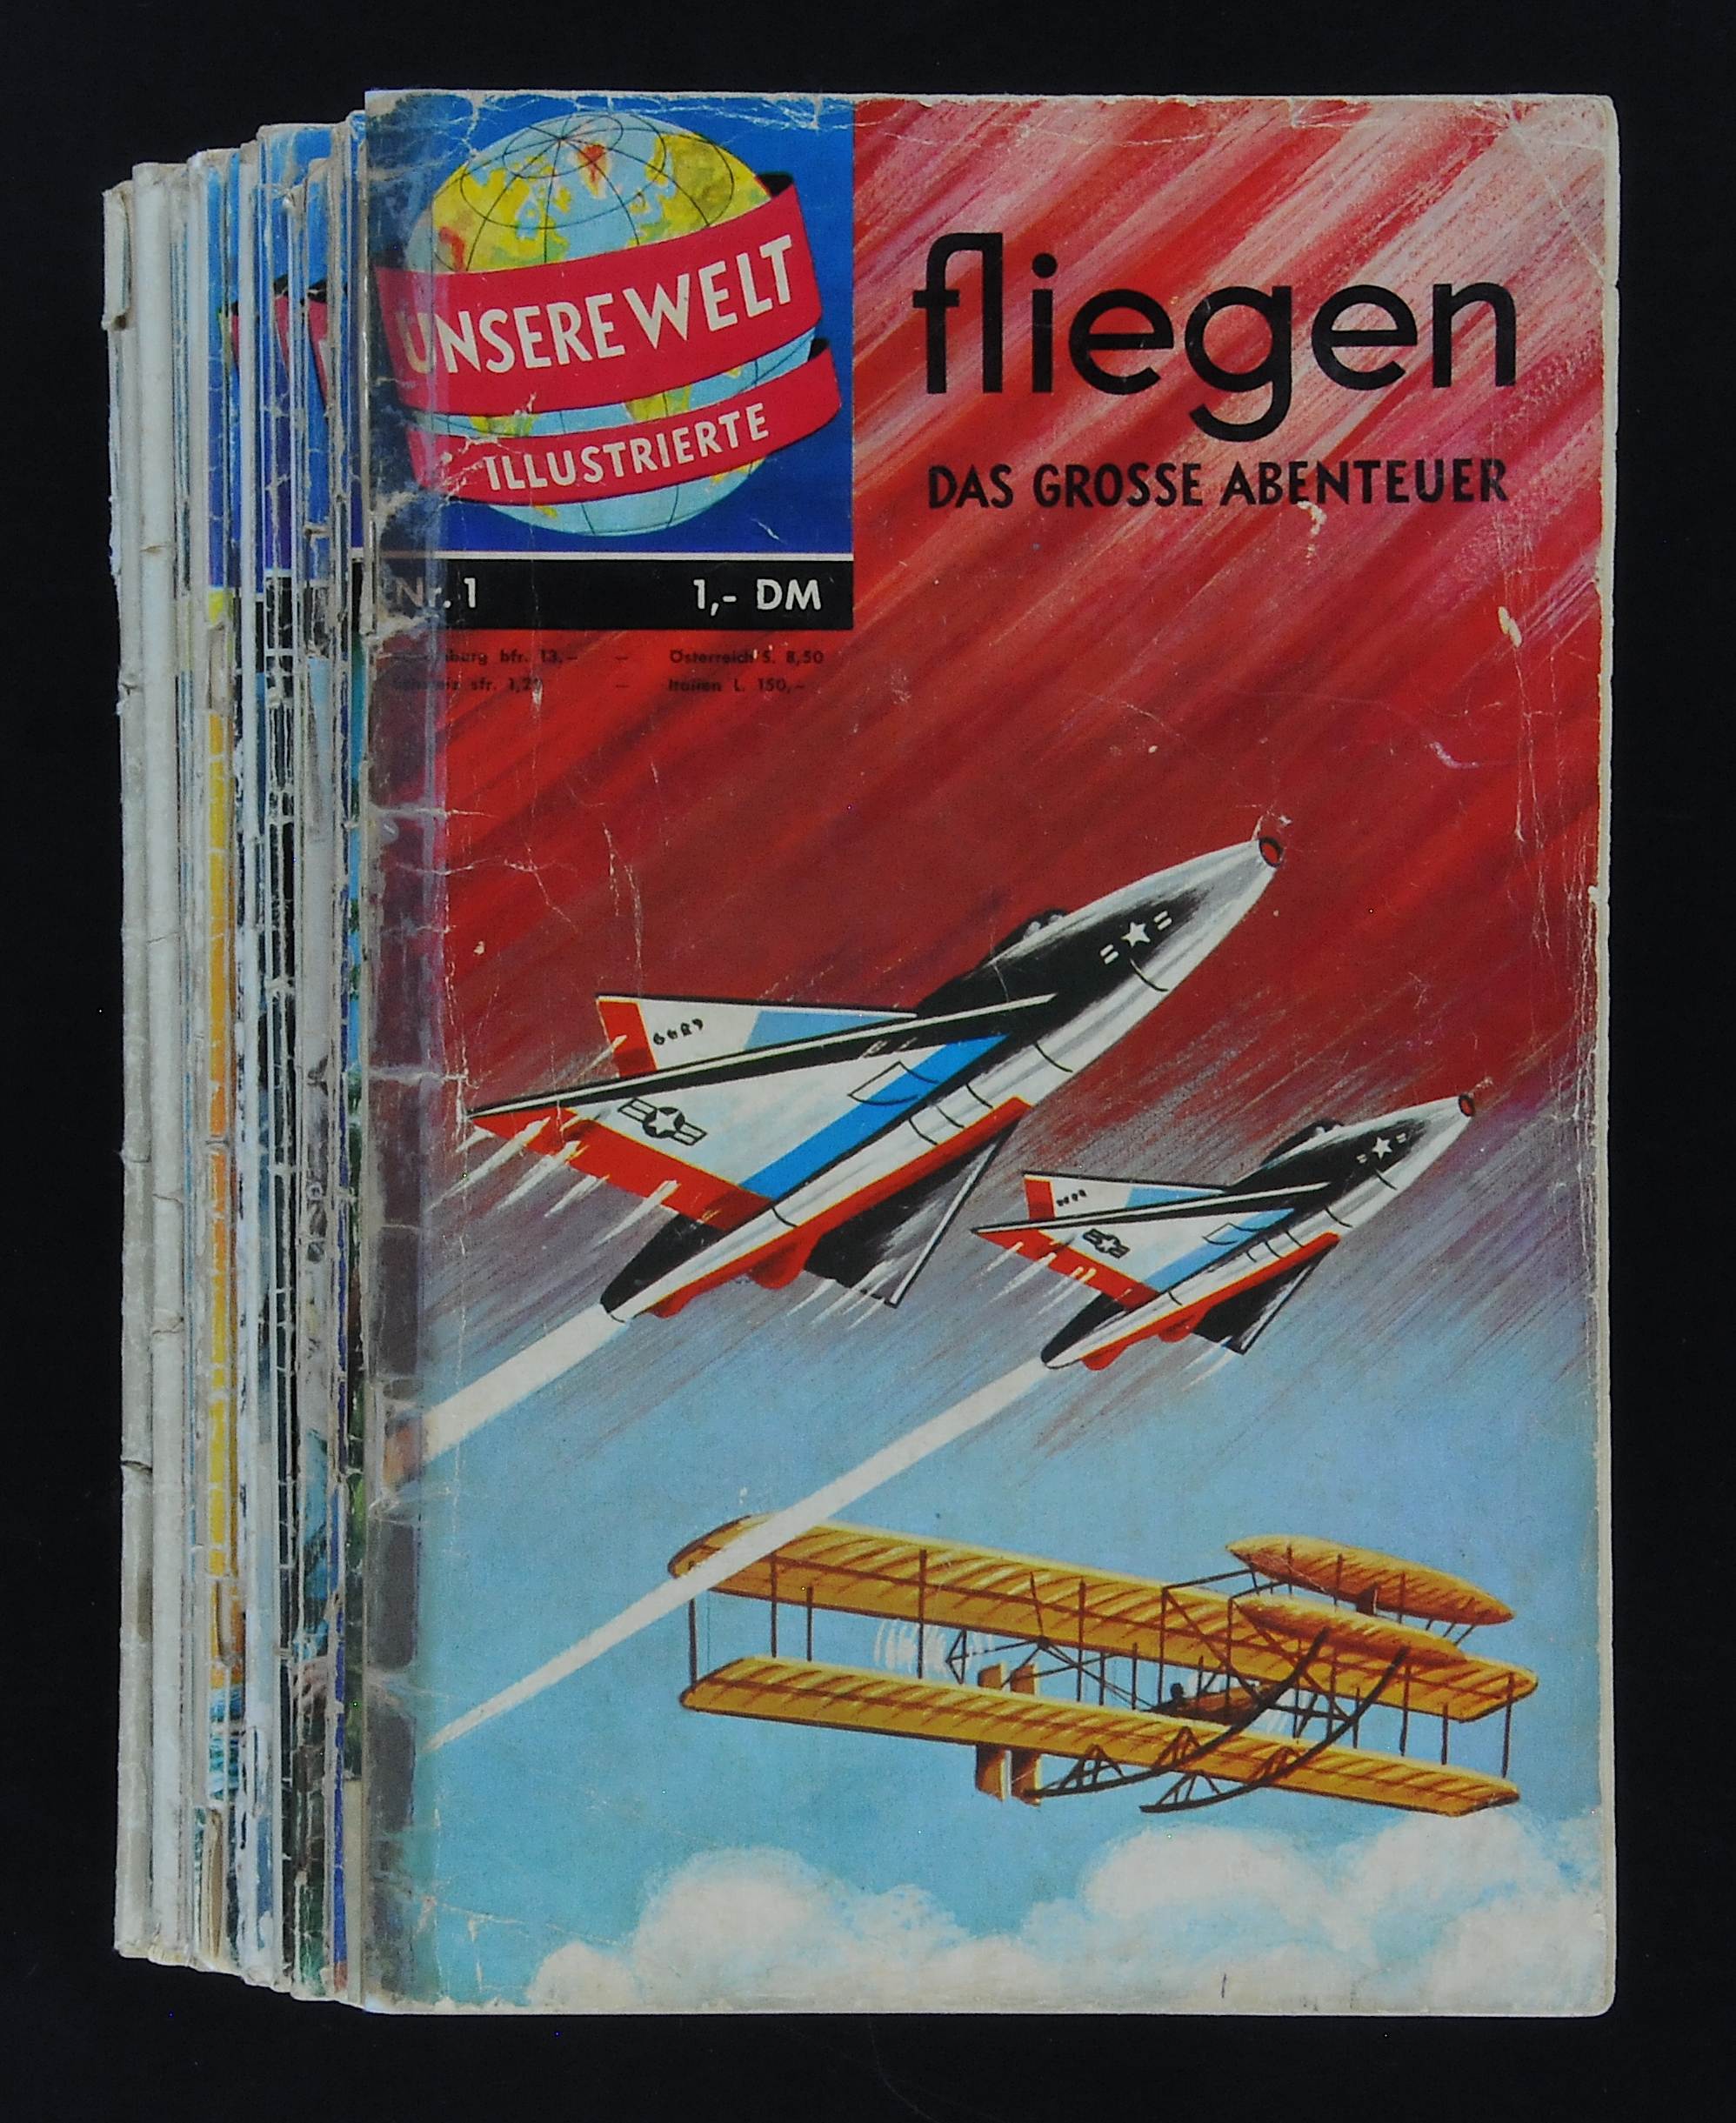 UNSERE WELT
ILLUSTRIERTE
fliegen
DAS GROSSE ABENTEUER
Nr. 1 1,- DM
bfr. 13,- – Österreich S. 8,50
Schweiz sfr. – Italien L. 150,-